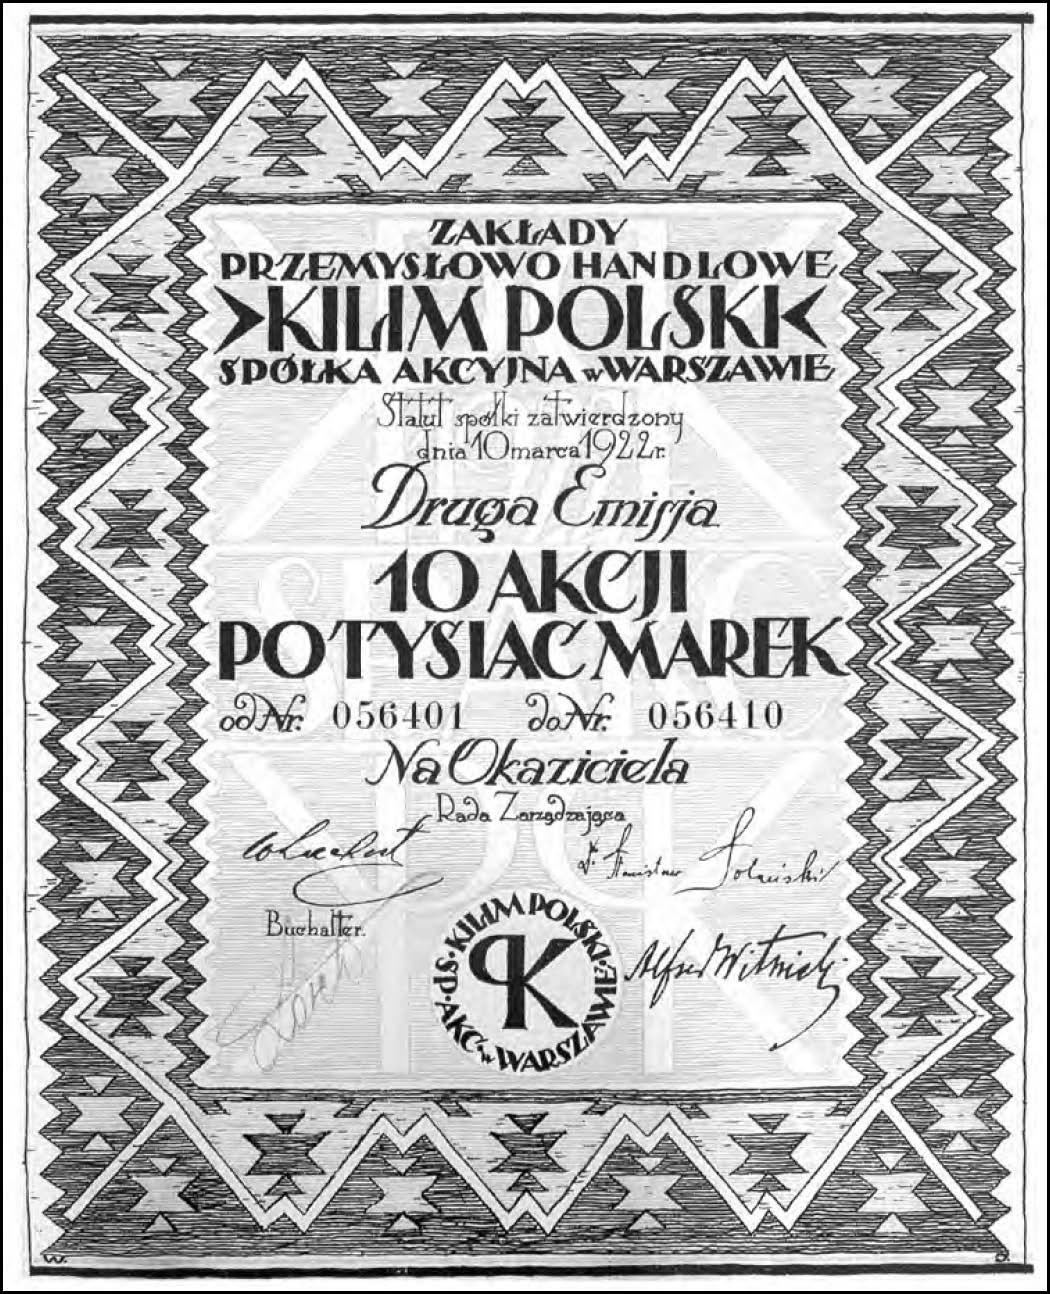 ZAKŁADY
PRZEMYSŁOWO HANDLOWE
>KILIM POLSKI<
SPÓŁKA AKCYJNA w WARSZAWIE
Statut spółki zatwierdzony
dnia 10 marca 1922 r.
Druga Emisja
10 AKCJI
PO TYSIĄC MAREK
od Nr. 056401 do Nr. 056410
Na Okaziciela
Rada Zarządzająca
Dr. Stanisław
Buchalter.
KILIM POLSKI SP. AKC. w WARSZAWIE
PK
Alfred
W.